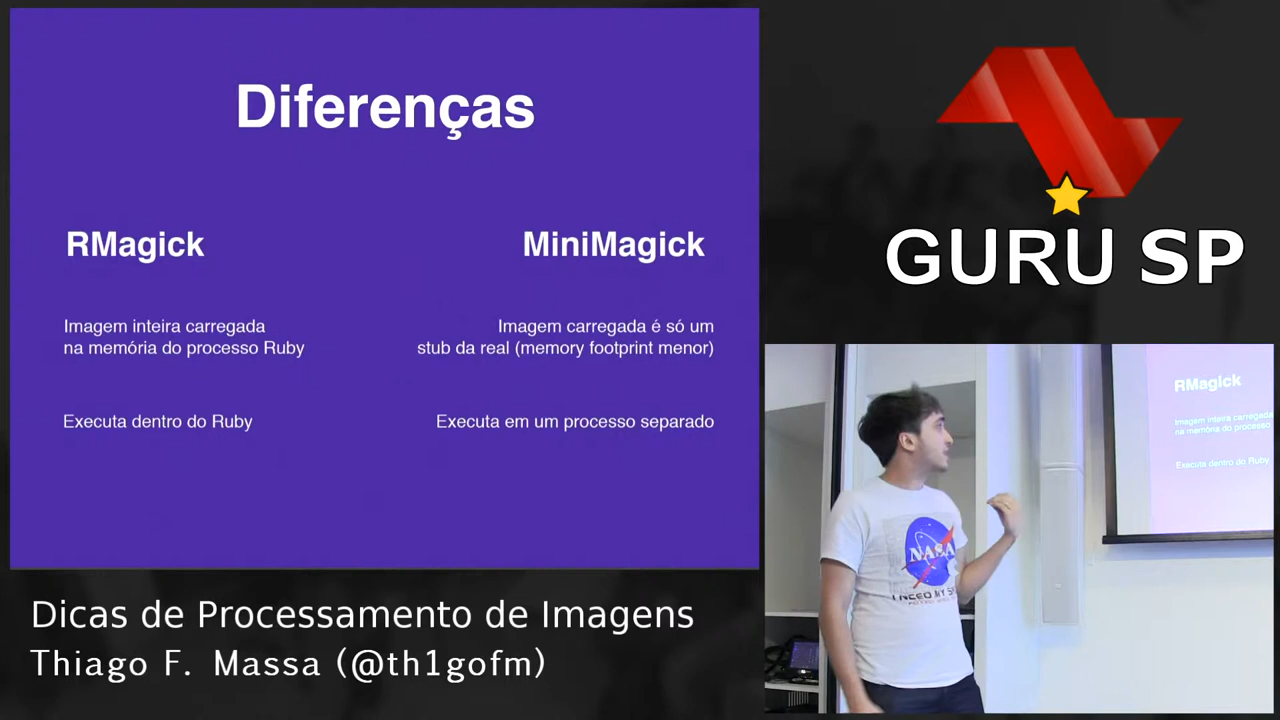 Diferenças
RMagick
MiniMagick
Imagem inteira carregada
na memória do processo Ruby
Imagem carregada é só um
stub da real (memory footprint menor)
Executa dentro do Ruby
Executa em um processo separado
GURU SP
RMagick
Imagem inteira carregada
na memória do processo
Executa dentro do Ruby
NASA
I NEED MY
Dicas de Processamento de Imagens
Thiago F. Massa (@th1gofm)